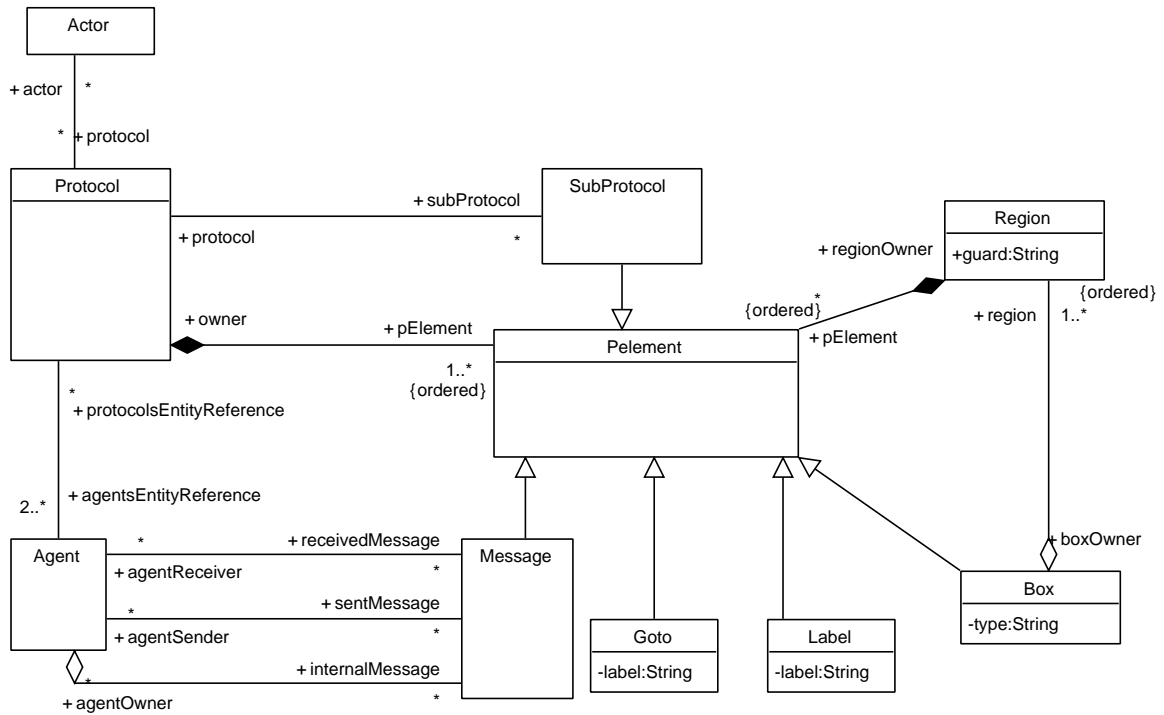 Actor
+ actor
*
*
+ protocol
Protocol
SubProtocol
+ subProtocol
+ protocol
*
Region
+guard:String
+ regionOwner
*
{ordered}
+ pElement
+ region
{ordered}
1..*
+ owner
+ pElement
1..*
{ordered}
Pelement
*
+ protocolsEntityReference
+ agentsEntityReference
2..*
Agent
*
+ receivedMessage
+ agentReceiver
*
*
+ sentMessage
+ agentSender
*
+ internalMessage
*
+ agentOwner
*
Message
Goto
-label:String
Label
-label:String
+ boxOwner
Box
-type:String